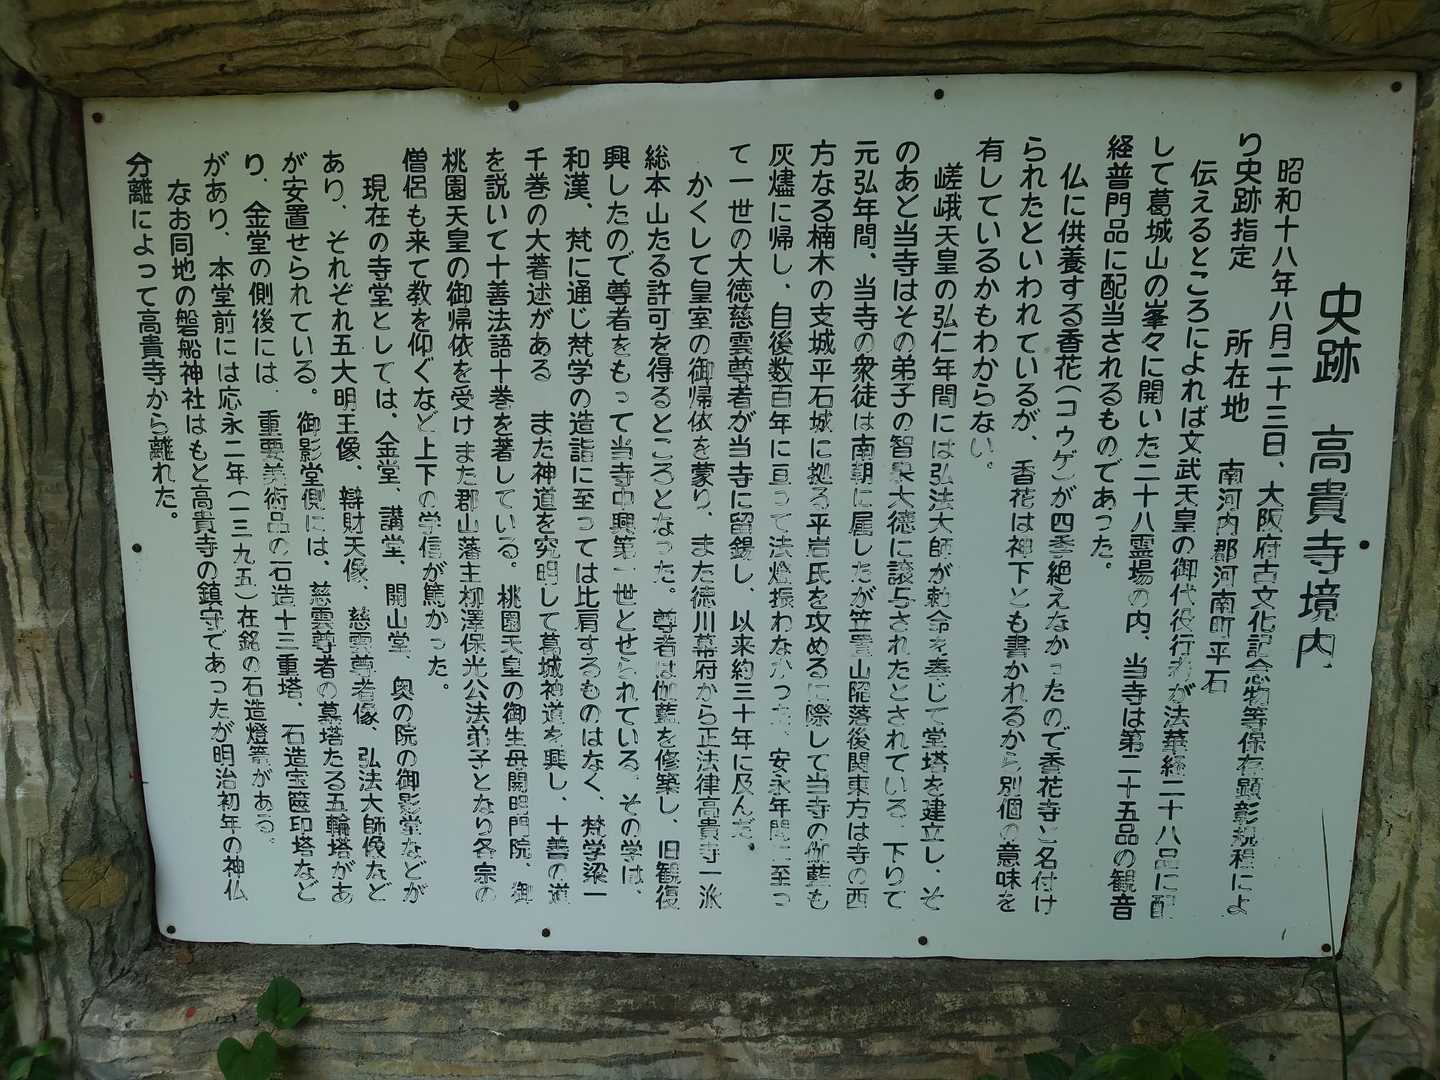 史跡　高貴寺境内
昭和十八年八月二十三日、大阪府古文化記念物等保存顕彰規程によ
り史跡指定　　所在地　南河内郡河南町平石
伝えるところによれば文武天皇の御代役行者が法華経二十八品に配
して葛城山の峯々に開いた二十八霊場の内、当寺は第二十五品の観音
経普門品に配当されるものであった。
仏に供養する香花(コウゲ)が四季絶えなかったので香花寺と名付け
られたといわれているが、香花は神下とも書かれるから別個の意味を
有しているかもわからない。
嵯峨天皇の弘仁年間には弘法大師が勅命を奉じて堂塔を建立し、そ
のあと当寺はその弟子の智泉大徳に譲与されたとされている。下りて
元弘年間、当寺の衆徒は南朝に属したが笠置山陥落後関東方は寺の西
方なる楠木の支城平石城に拠る平岩氏を攻めるに際して当寺の伽藍も
灰燼に帰し、自後数百年に亘って法燈振わなかった。安永年間に至っ
て一世の大徳慈雲尊者が当寺に留錫し、以来約三十年に及んだ。
かくして皇室の御帰依を蒙り、また徳川幕府から正法律高貴寺一派
総本山たる許可を得るところとなった。尊者は伽藍を修築し、旧観復
興したので尊者をもって当寺中興第一世とせられている。その学は、
和漢、梵に通じ梵学の造詣に至っては比肩するものはなく、梵学梁一
千巻の大著述がある　また神道を究明して葛城神道を興し、十善の道
を説いて十善法語十巻を著している。桃園天皇の御生母開明門院、御
桃園天皇の御帰依を受けまた郡山藩主柳澤保光公法弟子となり各宗の
僧侶も来て教を仰ぐなど上下の学信が篤かった。
現在の寺堂としては、金堂、講堂、開山堂、奥の院の御影堂などが
あり、それぞれ五大明王像、辯財天像、慈雲尊者像、弘法大師像など
が安置せられている。御影堂側には、慈雲尊者の墓塔たる五輪塔があ
り、金堂の側後には、重要美術品の石造十三重塔、石造宝篋印塔など
があり、本堂前には応永二年(一三九五)在銘の石造燈籠がある。
なお同地の磐船神社はもと高貴寺の鎮守であったが明治初年の神仏
分離によって高貴寺から離れた。